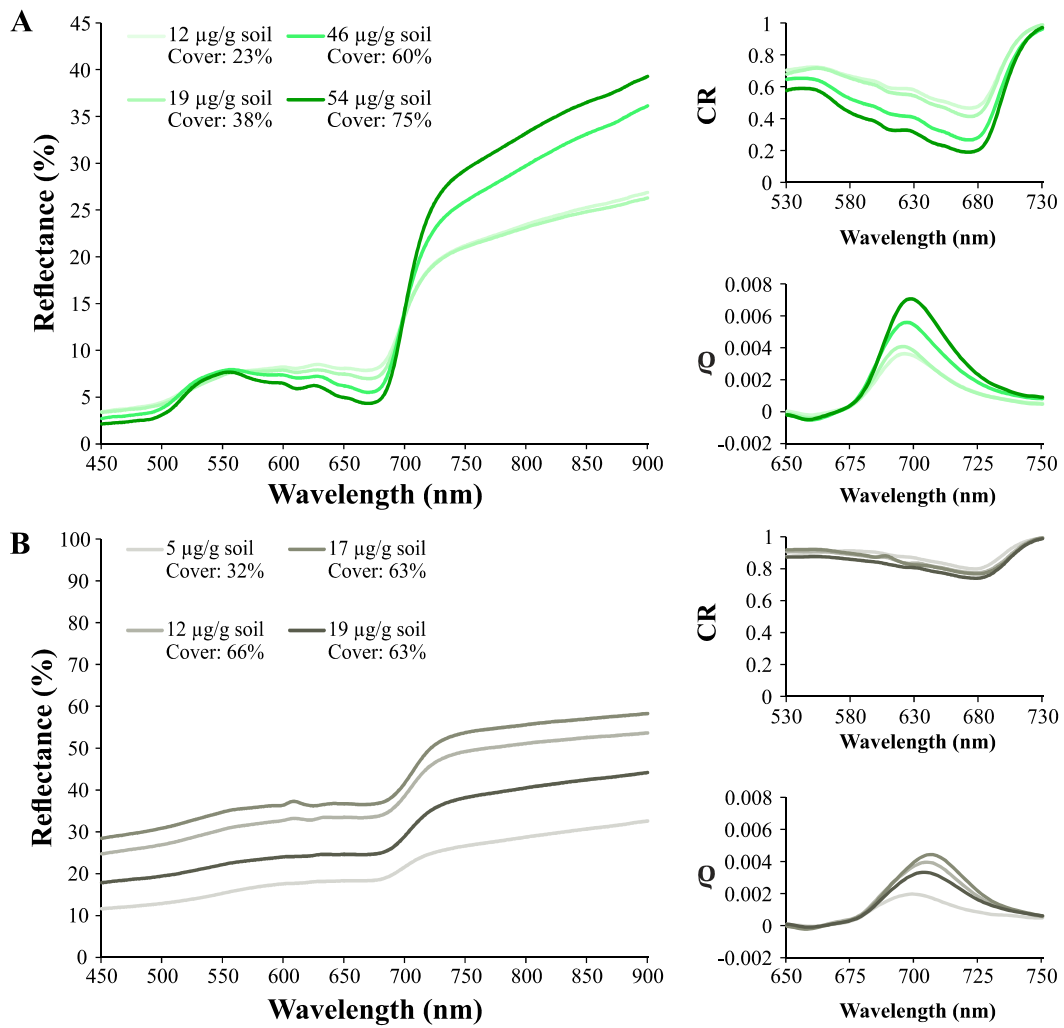 A
45
40
35
30
25
20
15
10
5
0
Reflectance (%)
12 µg/g soil
Cover: 23%
46 µg/g soil
Cover: 60%
19 µg/g soil
Cover: 38%
54 µg/g soil
Cover: 75%
450 500 550 600 650 700 750 800 850 900
Wavelength (nm)
1
0.8
0.6
0.4
0.2
0
CR
530 580 630 680 730
Wavelength (nm)
0.008
0.006
0.004
0.002
0
-0.002
ρ
650 675 700 725 750
Wavelength (nm)
B
100
90
80
70
60
50
40
30
20
10
0
Reflectance (%)
5 µg/g soil
Cover: 32%
17 µg/g soil
Cover: 63%
12 µg/g soil
Cover: 66%
19 µg/g soil
Cover: 63%
450 500 550 600 650 700 750 800 850 900
Wavelength (nm)
1
0.8
0.6
0.4
0.2
0
CR
530 580 630 680 730
Wavelength (nm)
0.008
0.006
0.004
0.002
0
-0.002
ρ
650 675 700 725 750
Wavelength (nm)